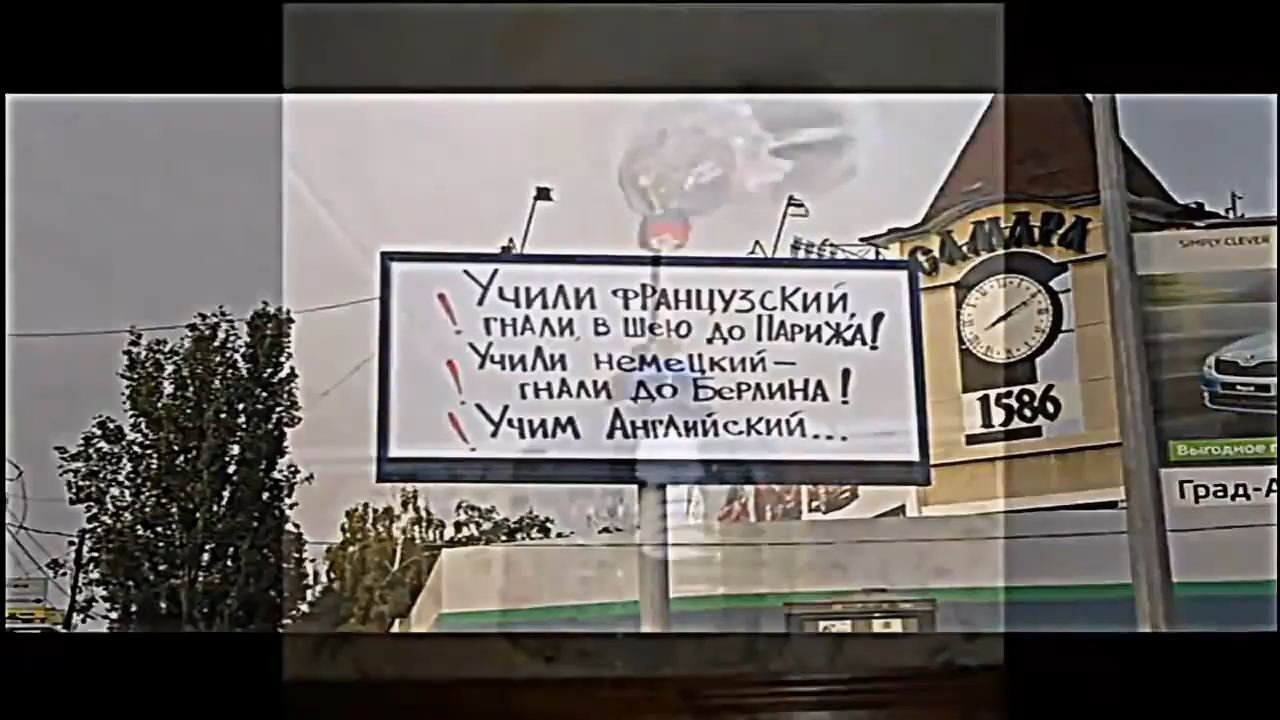 ! Учили французский,
гнали в шею до Парижа!
! Учили немецкий –
гнали до Берлина!
! Учим Английский...
САМАРА
1586
SIMPLY CLEVER
Выгодное
Град-А